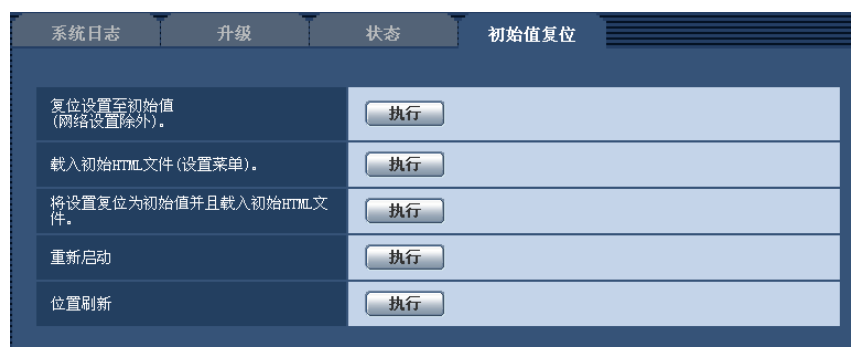 系统日志 升级 状态 初始值复位
复位设置至初始值 执行
(网络设置除外)。
载入初始HTML文件(设置菜单)。 执行
将设置复位为初始值并且载入初始HTML文 执行
件。
重新启动 执行
位置刷新 执行